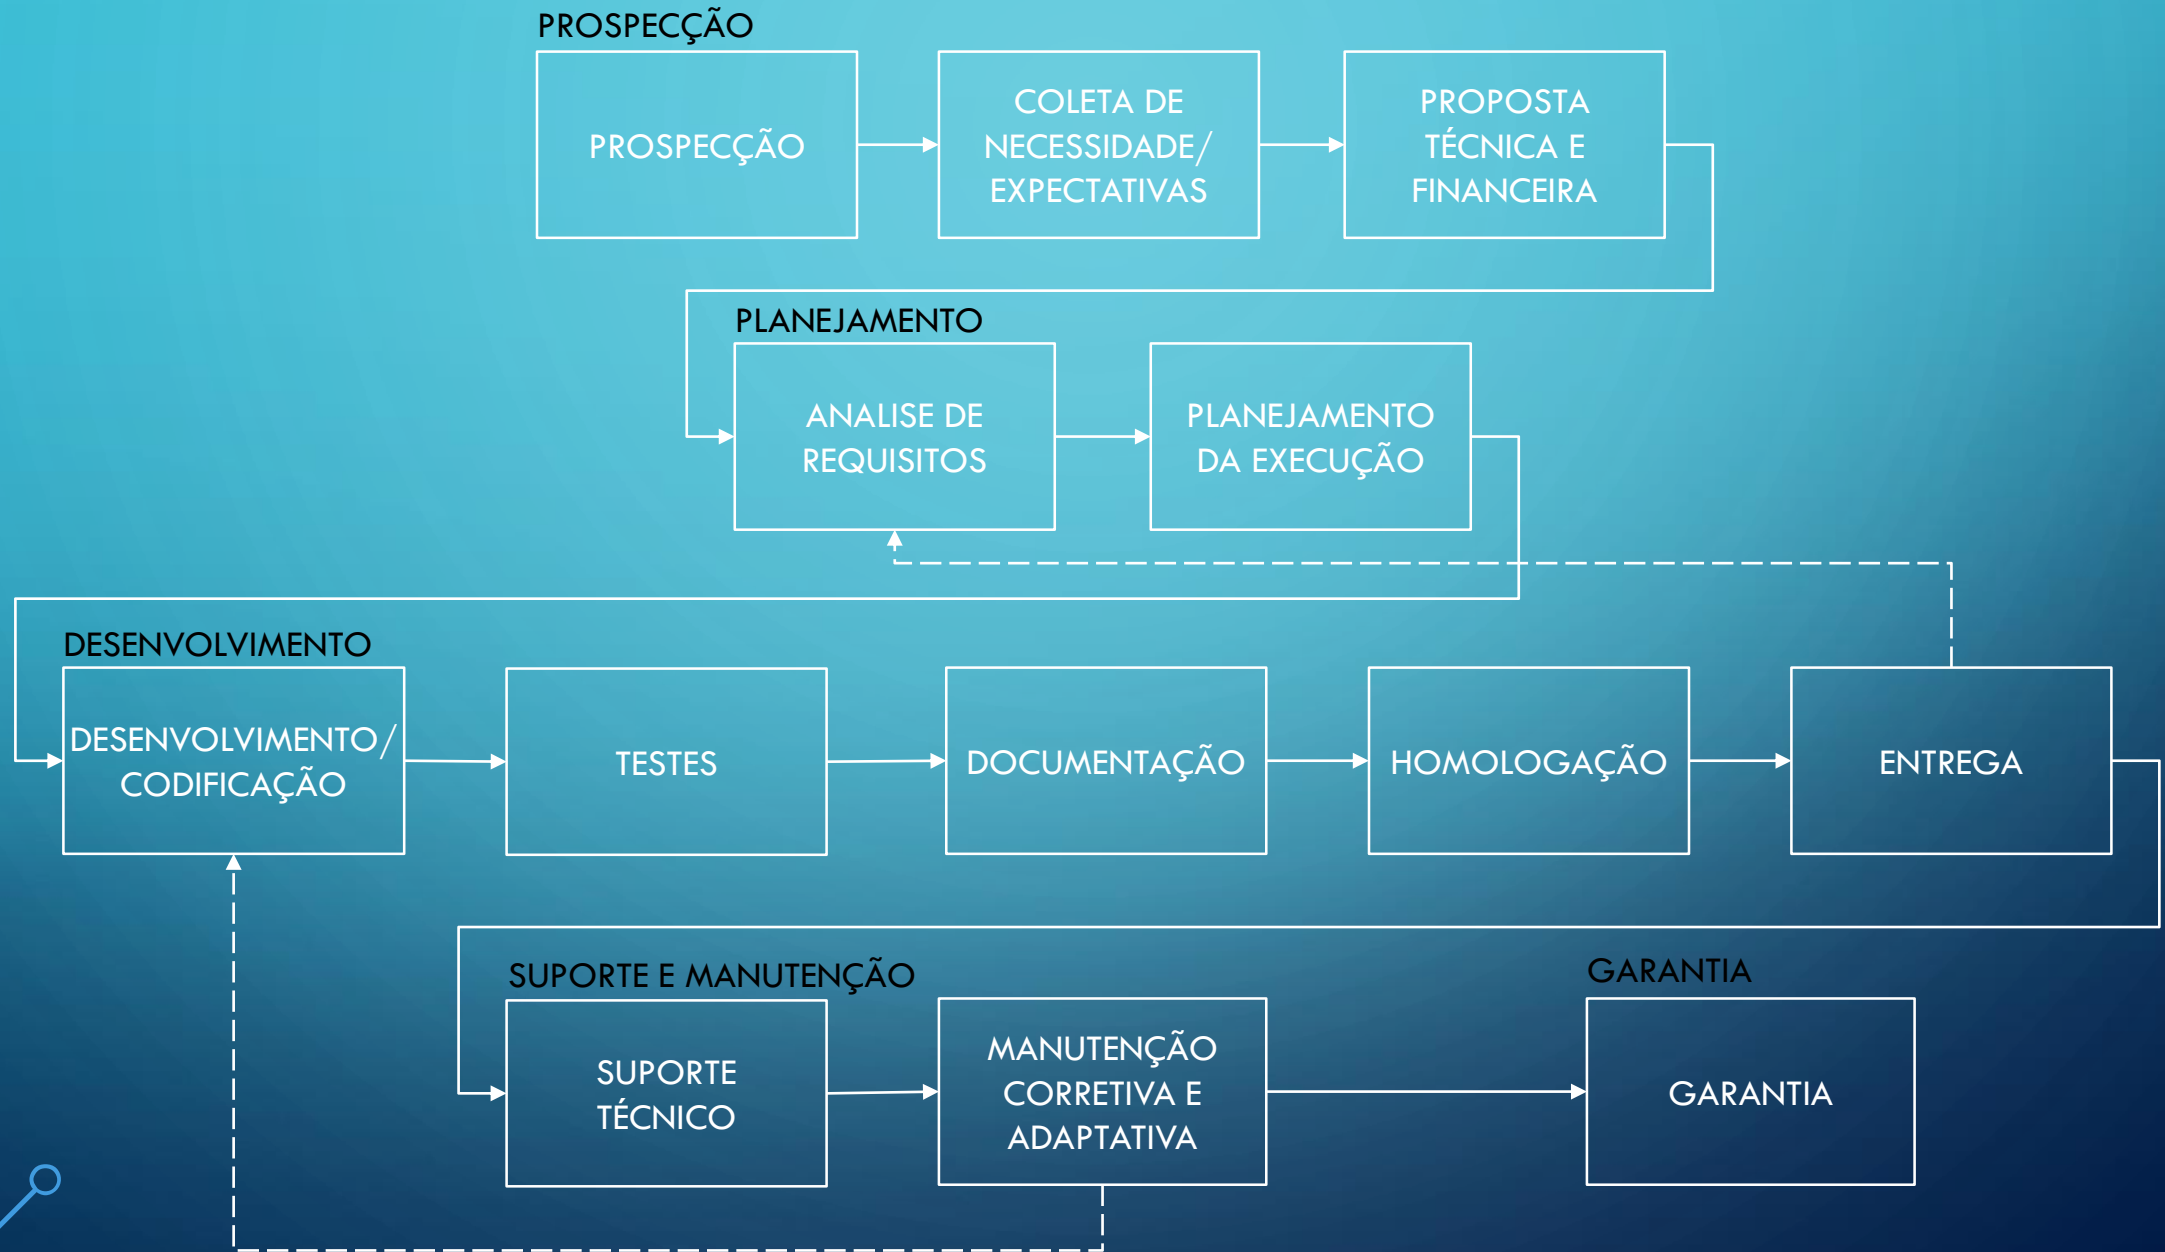 PROSPECÇÃO
PROSPECÇÃO
COLETA DE
NECESSIDADE/
EXPECTATIVAS
PROPOSTA
TÉCNICA E
FINANCEIRA
PLANEJAMENTO
ANALISE DE
REQUISITOS
PLANEJAMENTO
DA EXECUÇÃO
DESENVOLVIMENTO
DESENVOLVIMENTO/
CODIFICAÇÃO
TESTES
DOCUMENTAÇÃO
HOMOLOGAÇÃO
ENTREGA
SUPORTE E MANUTENÇÃO
SUPORTE
TÉCNICO
MANUTENÇÃO
CORRETIVA E
ADAPTATIVA
GARANTIA
GARANTIA